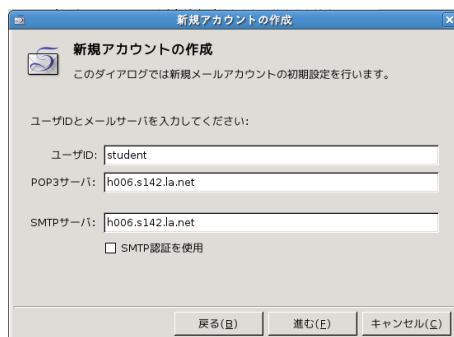 新規アカウントの作成
新規アカウントの作成
このダイアログでは新規メールアカウントの初期設定を行います。
ユーザIDとメールサーバを入力してください:
ユーザID: student
POP3サーバ: h006.s142.la.net
SMTPサーバ: h006.s142.la.net
SMTP認証を使用
戻る(B) 進む(F) キャンセル(C)